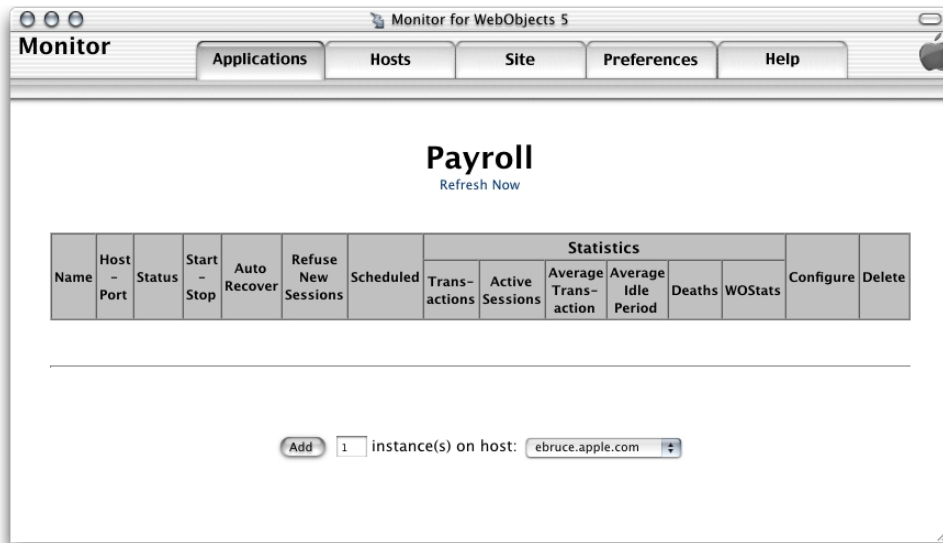 Monitor for WebObjects 5
Monitor
Applications
Hosts
Site
Preferences
Help
Payroll
Refresh Now
Name
Host
–
Port
Status
Start
–
Stop
Auto
Recover
Refuse
New
Sessions
Scheduled
Statistics
Trans-
actions
Active
Sessions
Average
Trans-
action
Average
Idle
Period
Deaths
WOStats
Configure
Delete
Add 1 instance(s) on host: ebruce.apple.com